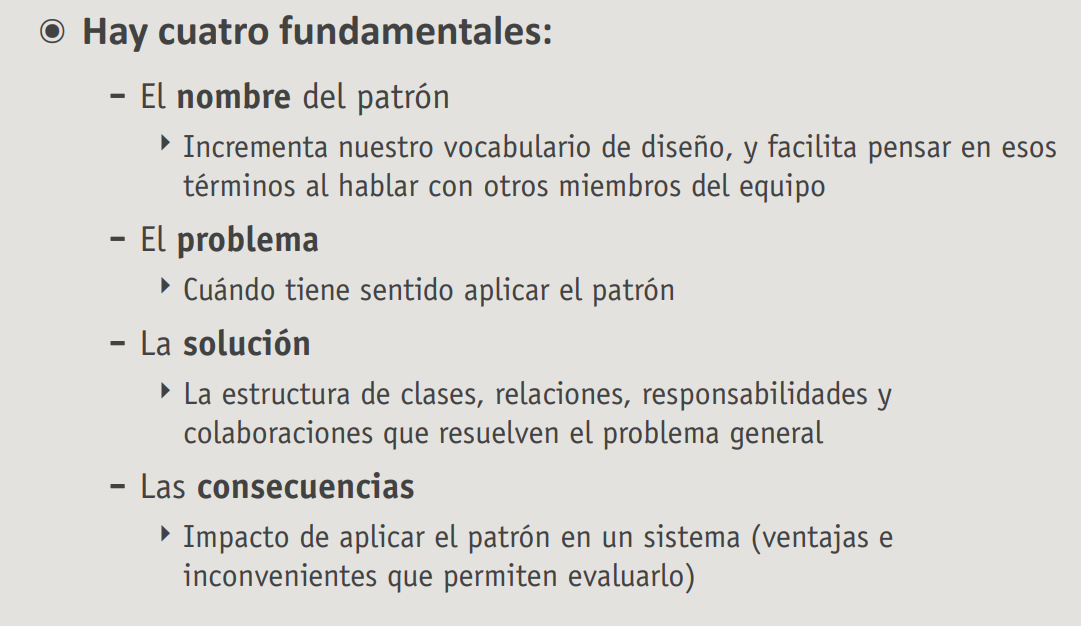 Hay cuatro fundamentales:
– El nombre del patrón
Incrementa nuestro vocabulario de diseño, y facilita pensar en esos
términos al hablar con otros miembros del equipo
– El problema
Cuándo tiene sentido aplicar el patrón
– La solución
La estructura de clases, relaciones, responsabilidades y
colaboraciones que resuelven el problema general
– Las consecuencias
Impacto de aplicar el patrón en un sistema (ventajas e
inconvenientes que permiten evaluarlo)